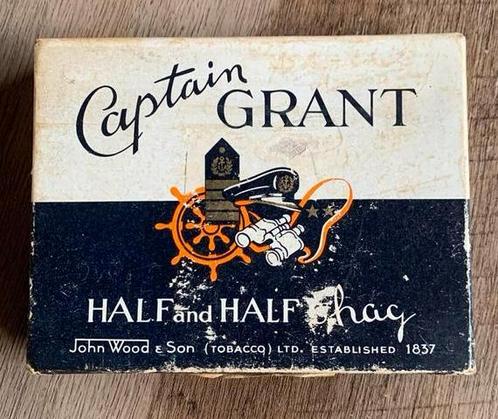 Captain GRANT
HALF and HALF Shag
John Wood & Son (TOBACCO) LTD. ESTABLISHED 1837